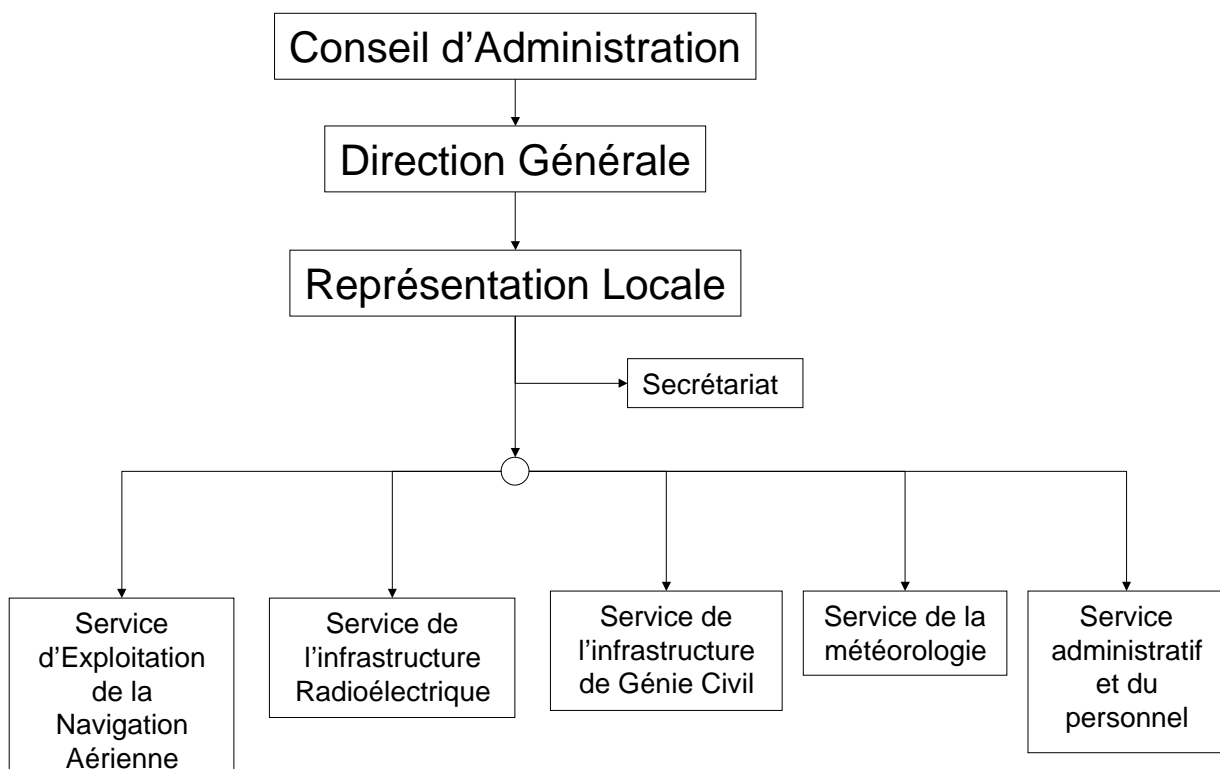 Conseil d’Administration
Direction Générale
Représentation Locale
Secrétariat
Service
d’Exploitation
de la
Navigation
Aérienne
Service de
l’infrastructure
Radioélectrique
Service de
l’infrastructure
de Génie Civil
Service de la
météorologie
Service
administratif
et du
personnel